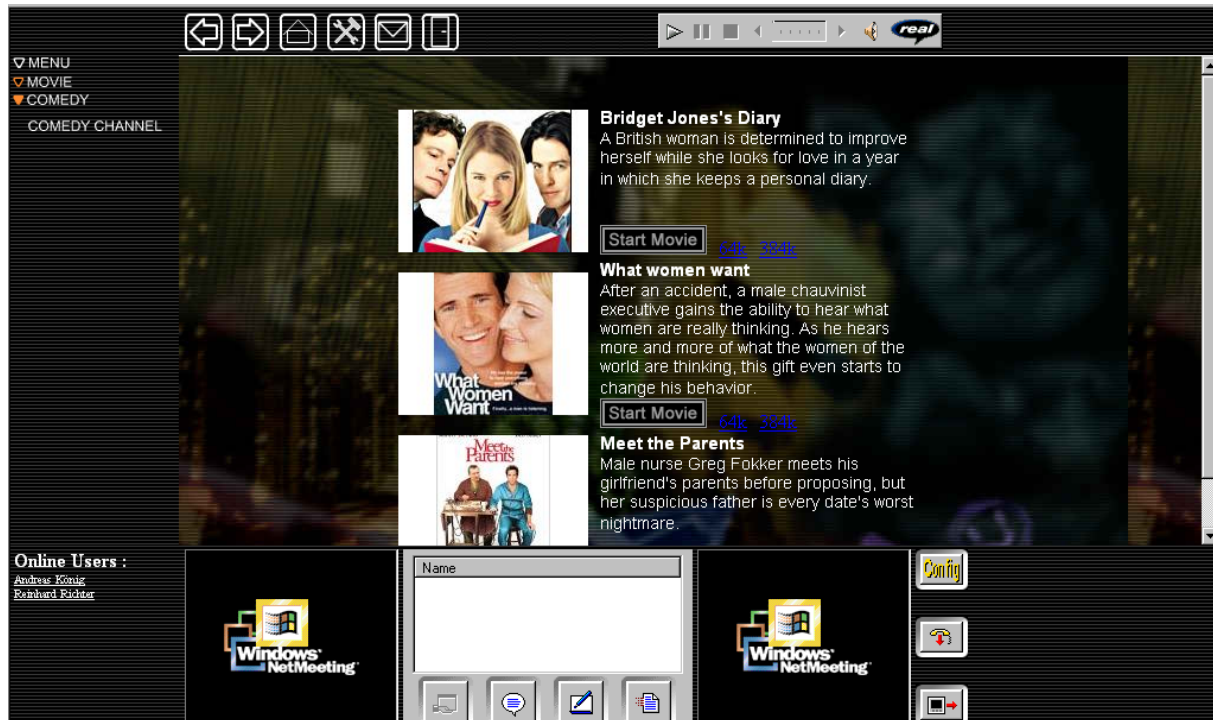 real
MENU
MOVIE
COMEDY
COMEDY CHANNEL
Bridget Jones's Diary
A British woman is determined to improve
herself while she looks for love in a year
in which she keeps a personal diary.
Start Movie 64k 384k
What women want
After an accident, a male chauvinist
executive gains the ability to hear what
women are really thinking. As he hears
more and more of what the women of the
world are thinking, this gift even starts to
change his behavior.
What
Women
Want
Finally... a man is listening.
Start Movie 64k 384k
Meet the Parents
Male nurse Greg Fokker meets his
girlfriend's parents before proposing, but
her suspicious father is every date's worst
nightmare.
Meet the
Parents
Online Users :
Andreas König
Reinhard Richter
Windows
NetMeeting
Name
Windows
NetMeeting
Config